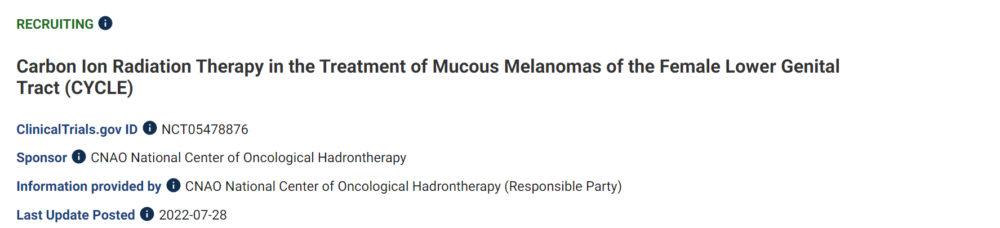 RECRUITING
Carbon Ion Radiation Therapy in the Treatment of Mucous Melanomas of the Female Lower Genital
Tract (CYCLE)
ClinicalTrials.gov ID NCT05478876
Sponsor CNAO National Center of Oncological Hadrontherapy
Information provided by CNAO National Center of Oncological Hadrontherapy (Responsible Party)
Last Update Posted 2022-07-28